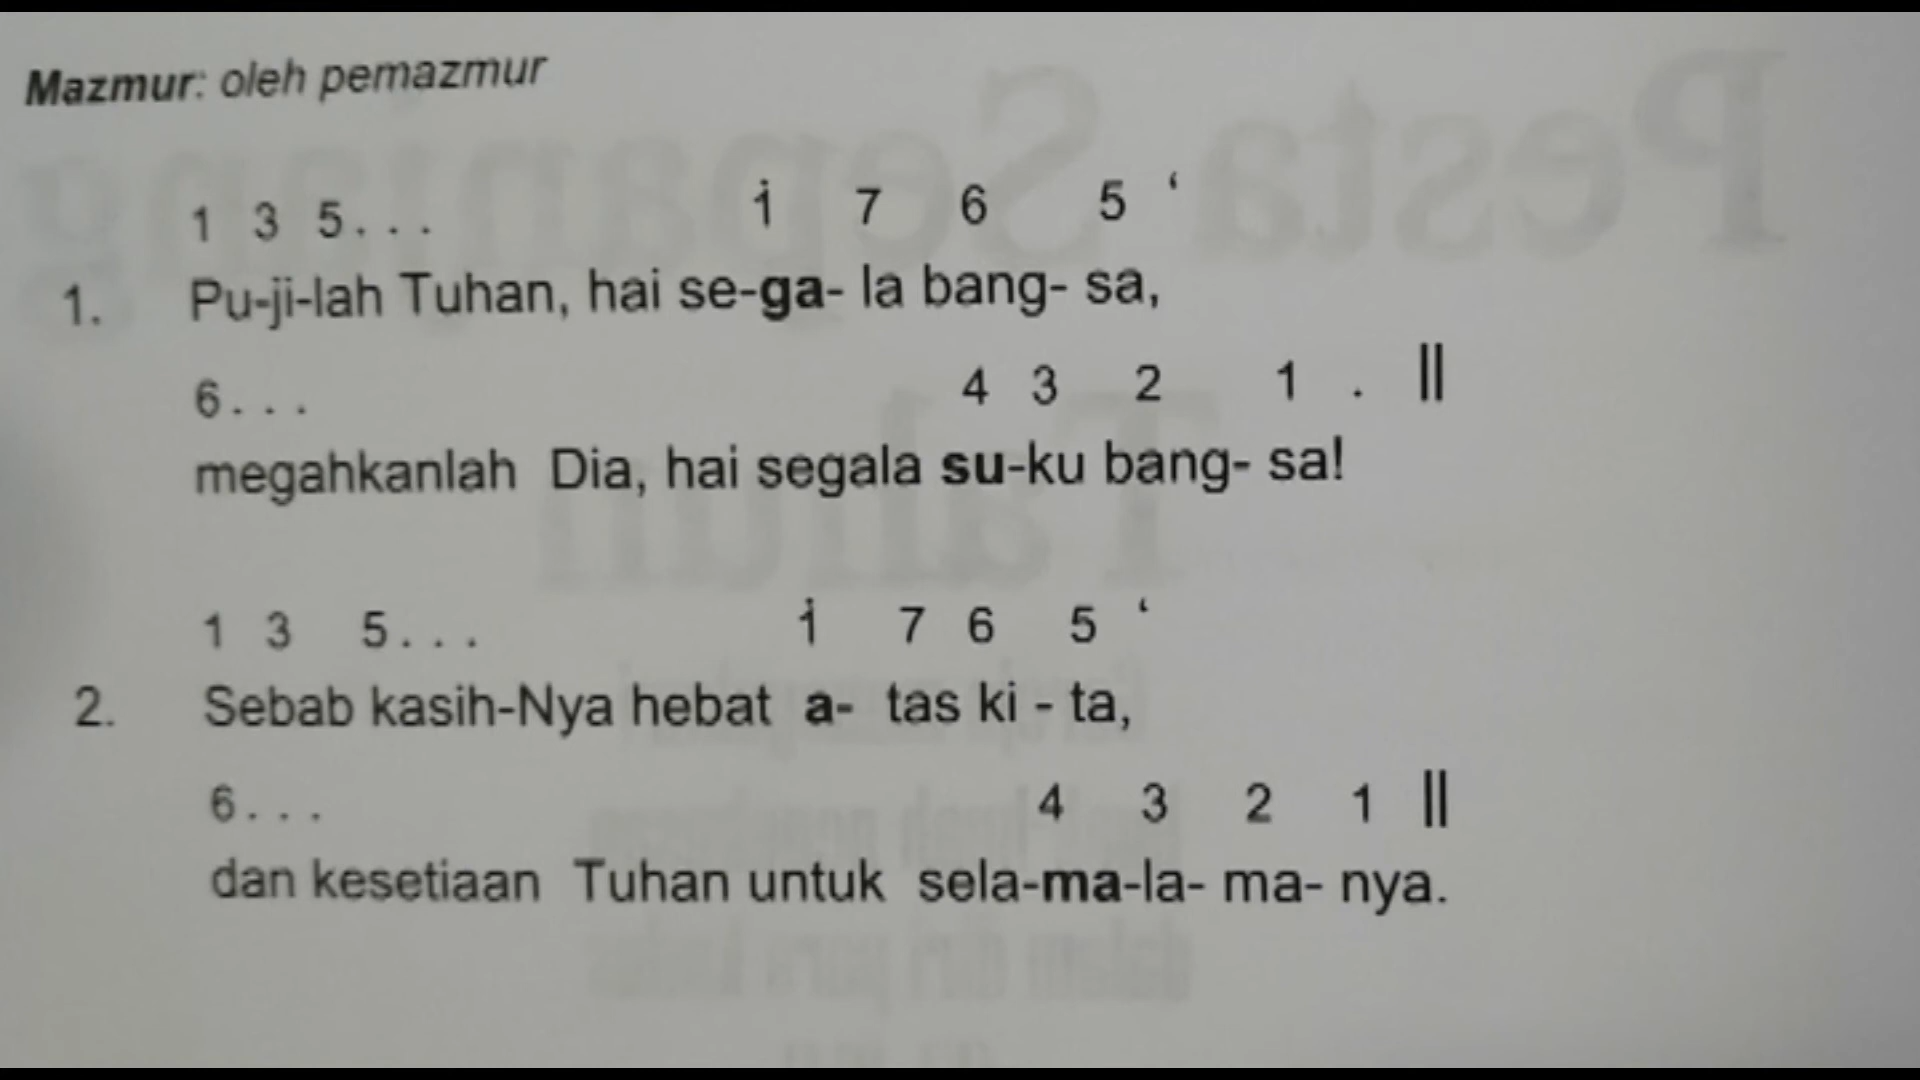 Mazmur: oleh pemazmur
1 3 5... i 7 6 5 ‘
1. Pu-ji-lah Tuhan, hai se-ga- la bang- sa,
6... 4 3 2 1 . ||
megahkanlah Dia, hai segala su-ku bang- sa!
1 3 5... i 7 6 5 ‘
2. Sebab kasih-Nya hebat a- tas ki - ta,
6... 4 3 2 1 ||
dan kesetiaan Tuhan untuk sela-ma-la- ma- nya.
Pesta Sepanjang
Tahun